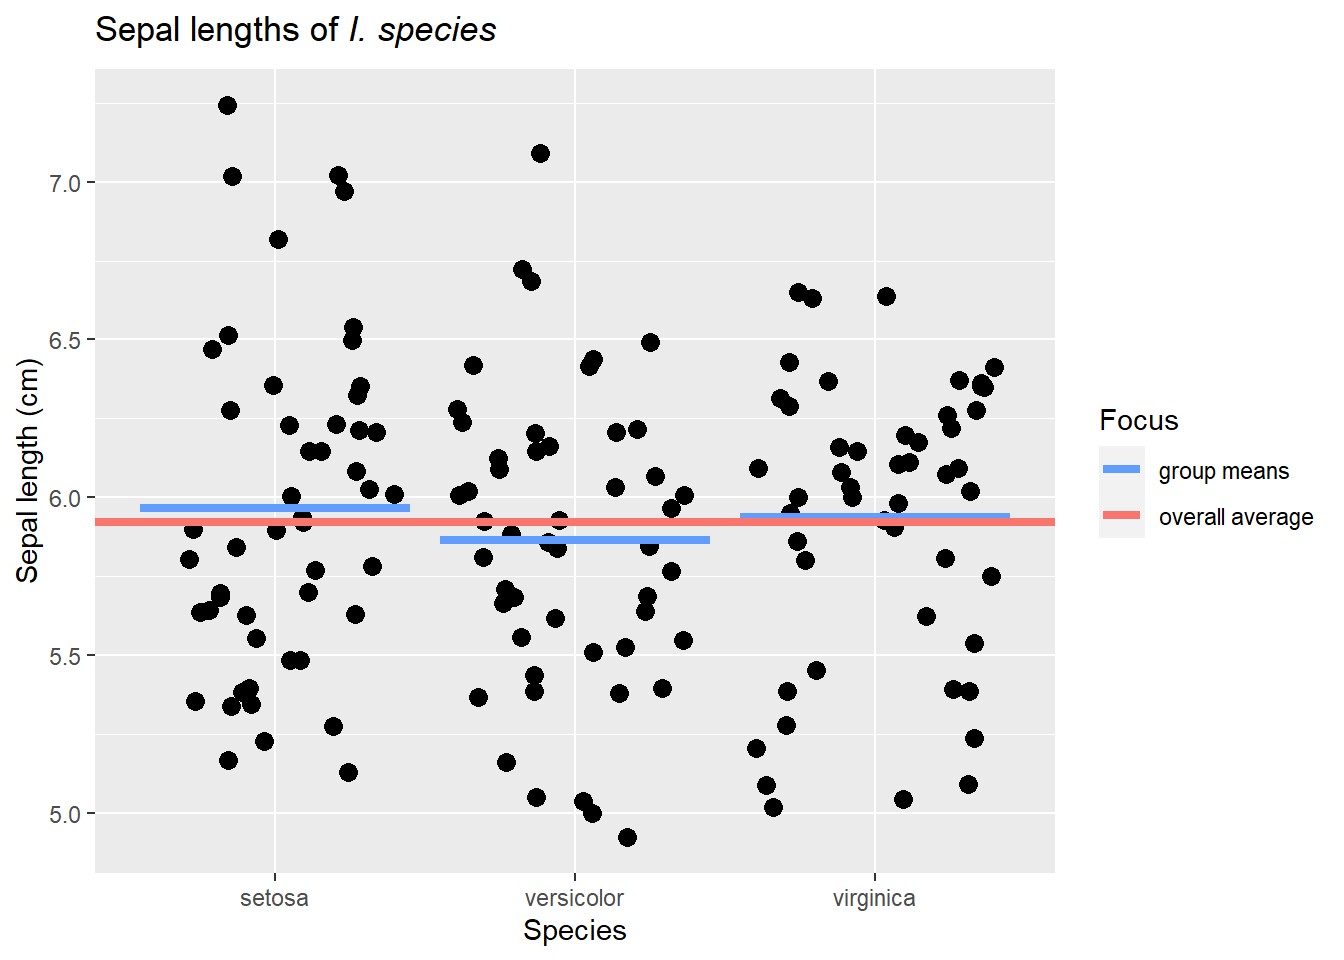 Sepal lengths of I. species
Sepal length (cm)
7.0
6.5
6.0
5.5
5.0
setosa
versicolor
virginica
Species
Focus
group means
overall average